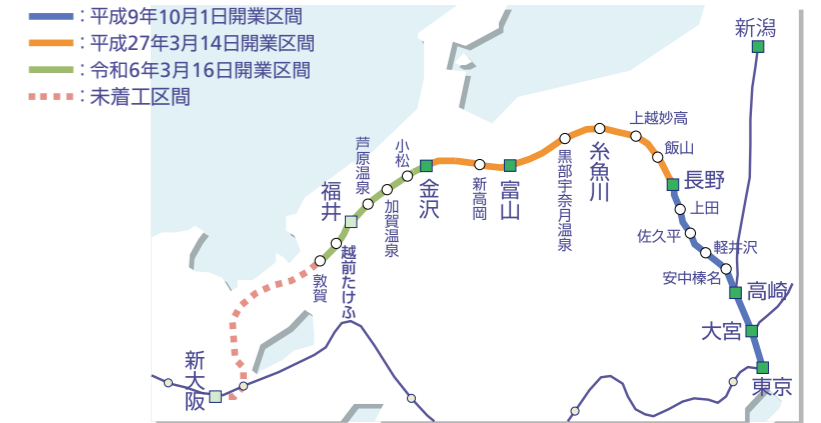 ：平成9年10月1日開業区間
：平成27年3月14日開業区間
：令和6年3月16日開業区間
：未着工区間
新潟
上越妙高
飯山
長野
上田
佐久平
軽井沢
安中榛名
高崎
大宮
東京
糸魚川
黒部宇奈月温泉
富山
新高岡
金沢
小松
加賀温泉
芦原温泉
福井
越前たけふ
敦賀
新大阪